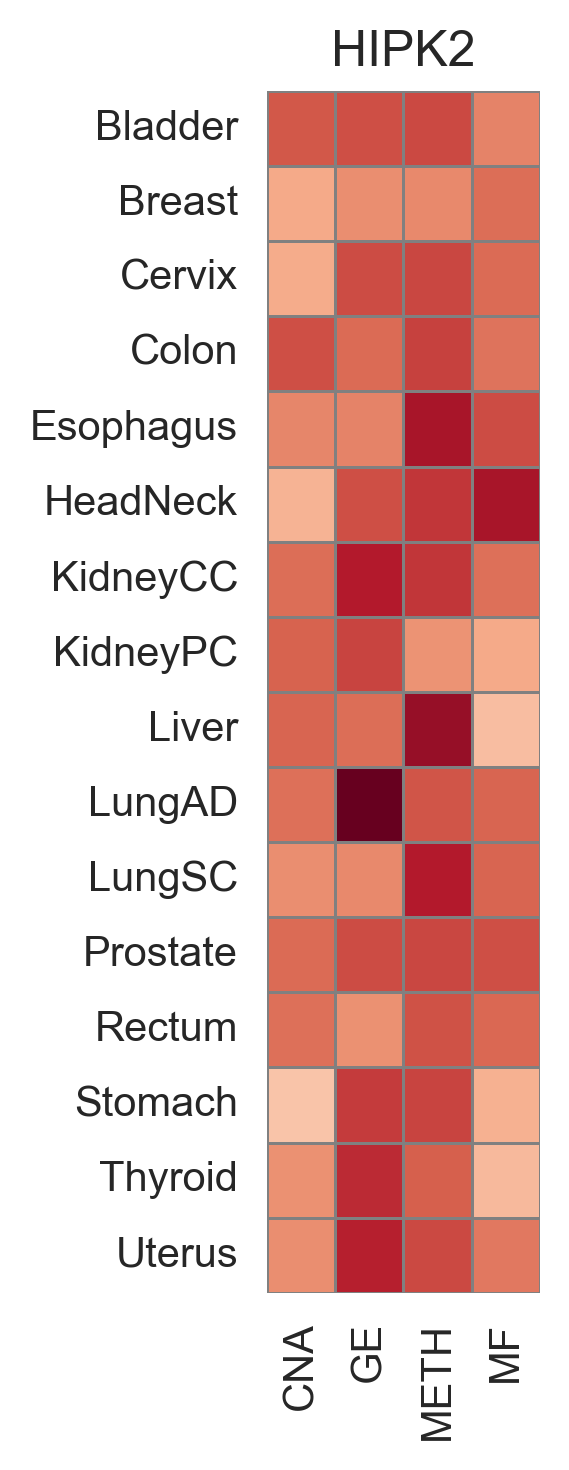 HIPK2
Bladder
Breast
Cervix
Colon
Esophagus
HeadNeck
KidneyCC
KidneyPC
Liver
LungAD
LungSC
Prostate
Rectum
Stomach
Thyroid
Uterus
CNA
GE
METH
MF